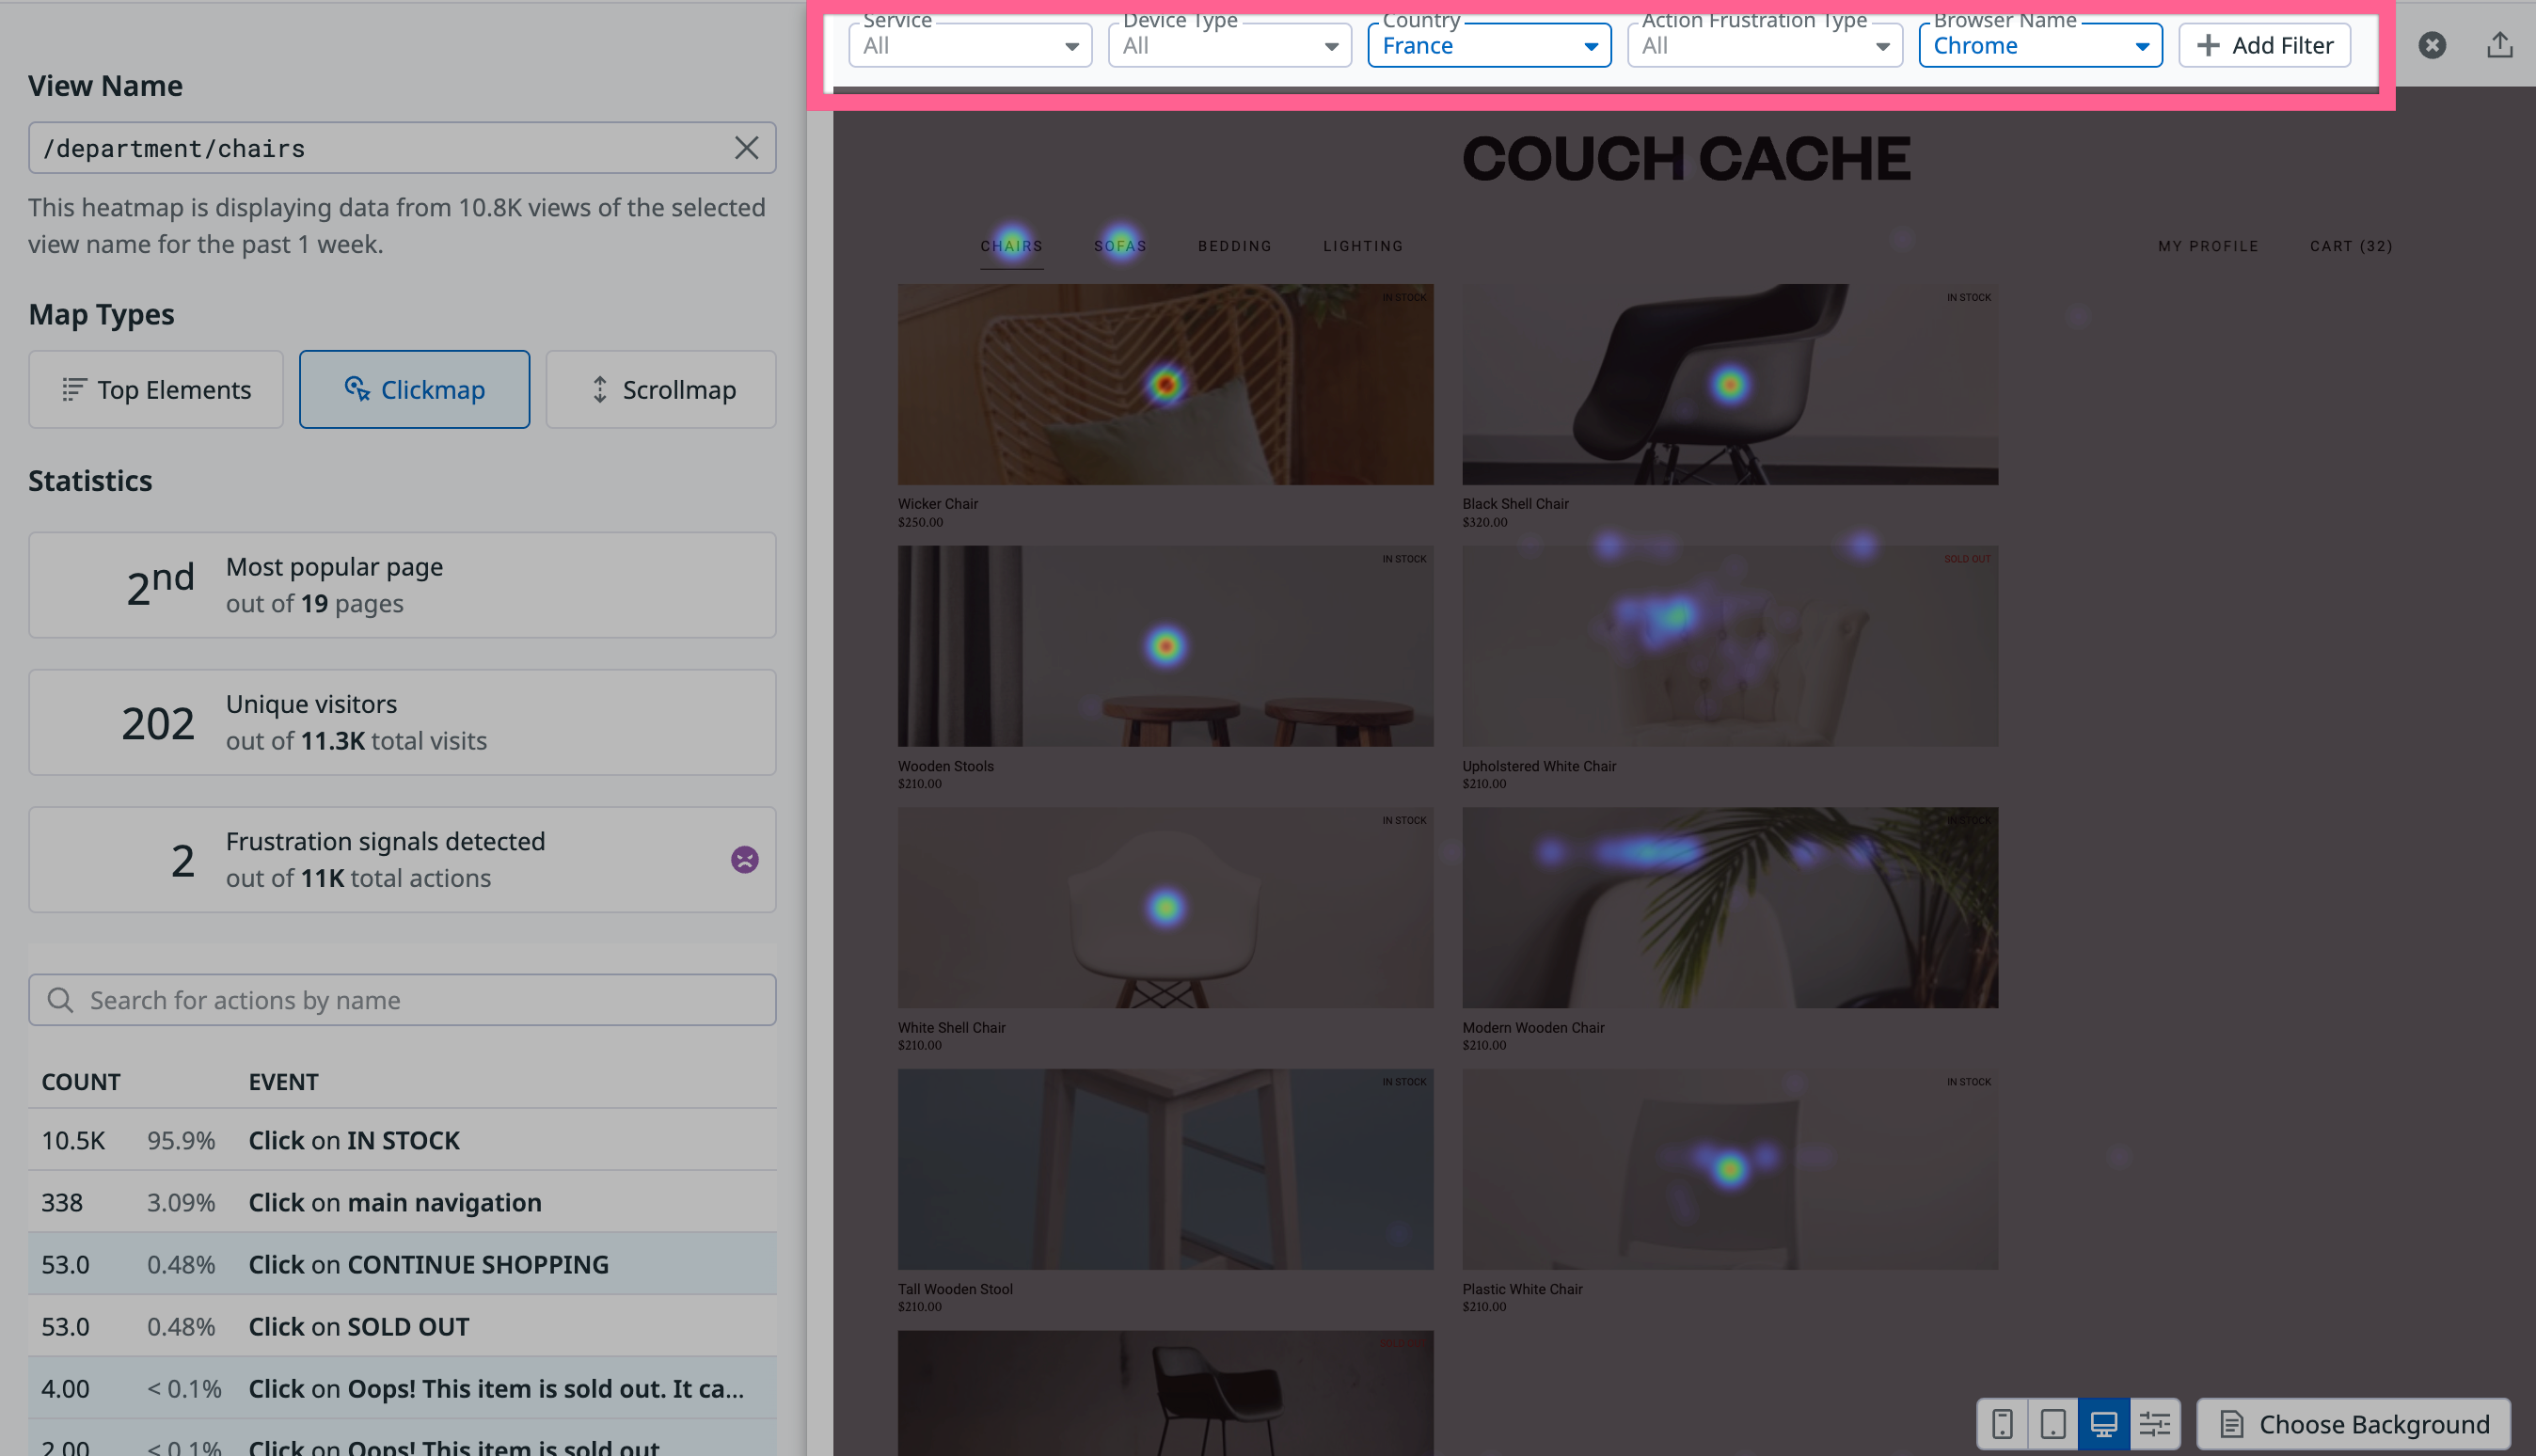 Service
All
Device Type
All
Country
France
Action Frustration Type
All
Browser Name
Chrome
Add Filter
View Name
/department/chairs
This heatmap is displaying data from 10.8K views of the selected
view name for the past 1 week.
Map Types
Top Elements
Clickmap
Scrollmap
Statistics
2nd
Most popular page
out of 19 pages
202
Unique visitors
out of 11.3K total visits
2
Frustration signals detected
out of 11K total actions
Search for actions by name
COUNT EVENT
10.5K 95.9% Click on IN STOCK
338 3.09% Click on main navigation
53.0 0.48% Click on CONTINUE SHOPPING
53.0 0.48% Click on SOLD OUT
4.00 < 0.1% Click on Oops! This item is sold out. It ca...
2.00 < 0.1% Click on Oops! This item is sold out
COUCH CACHE
CHAIRS SOFAS BEDDING LIGHTING MY PROFILE CART (32)
IN STOCK
Wicker Chair
$250.00
IN STOCK
Black Shell Chair
$320.00
IN STOCK
Wooden Stools
$210.00
SOLD OUT
Upholstered White Chair
$210.00
IN STOCK
White Shell Chair
$210.00
IN STOCK
Modern Wooden Chair
$210.00
IN STOCK
Tall Wooden Stool
$210.00
IN STOCK
Plastic White Chair
$210.00
SOLD OUT
Choose Background